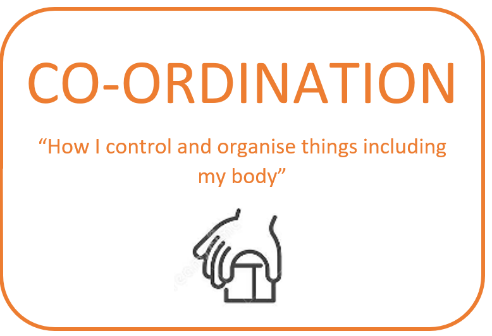 CO-ORDINATION
“How I control and organise things including
my body”